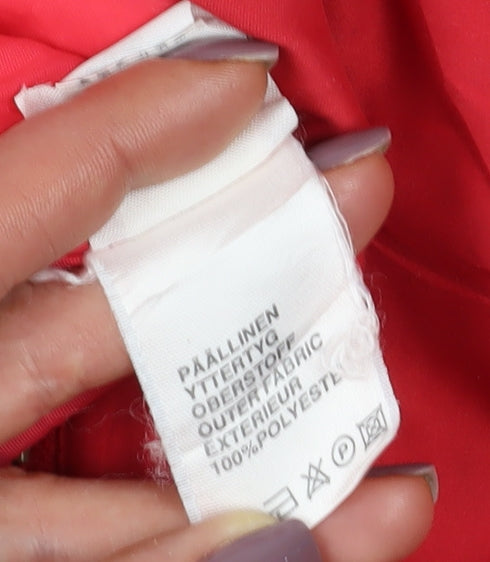 PÄÄLLINEN
YTTERTYG
OBERSTOFF
OUTER FABRIC
EXTERIEUR
100%POLYESTE
P